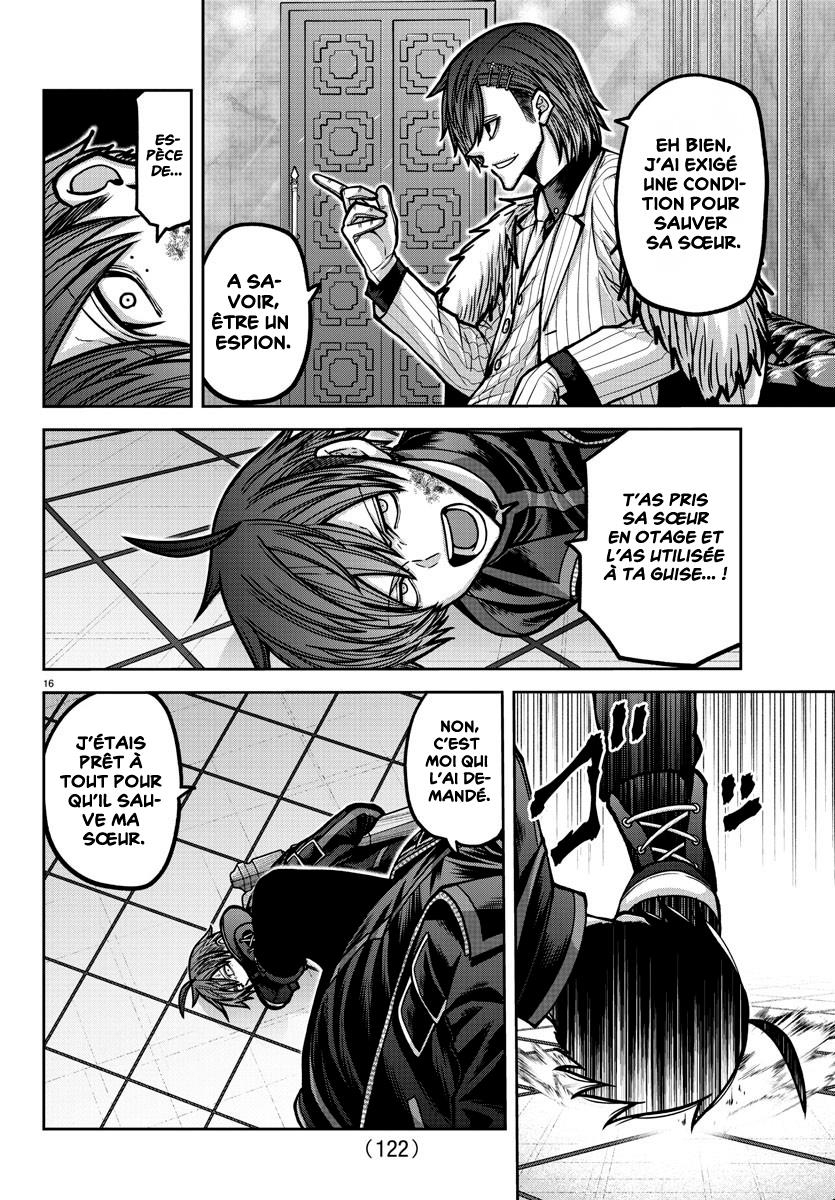 EH BIEN,
J'AI EXIGÉ
UNE CONDI-
TION POUR
SAUVER
SA SŒUR.
A SA-
VOIR,
ÊTRE UN
ESPION.
ES-
PÈCE
DE...
T'AS PRIS
SA SŒUR
EN OTAGE ET
L'AS UTILISÉE
À TA GUISE... !
16
ゴッ
NON,
C'EST
MOI QUI
L'AI DE-
MANDÉ.
J'ÉTAIS
PRÊT À
TOUT POUR
QU'IL SAU-
VE MA
SŒUR.
(122)